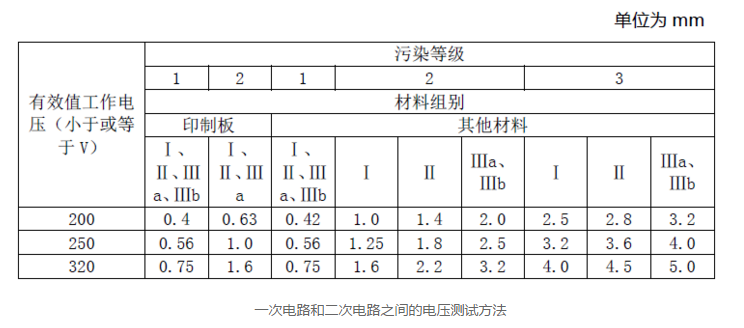 单位为 mm
有效值工作电压（小于或等于 V）
污染等级
1 2 1 2 3
材料组别
印制板 其他材料
Ⅰ、Ⅱ、Ⅲa、Ⅲb Ⅰ、Ⅱ、Ⅲa Ⅰ、Ⅱ、Ⅲa、Ⅲb Ⅰ Ⅱ Ⅲa、Ⅲb Ⅰ Ⅱ Ⅲa、Ⅲb
200 0.4 0.63 0.42 1.0 1.4 2.0 2.5 2.8 3.2
250 0.56 1.0 0.56 1.25 1.8 2.5 3.2 3.6 4.0
320 0.75 1.6 0.75 1.6 2.2 3.2 4.0 4.5 5.0
一次电路和二次电路之间的电压测试方法